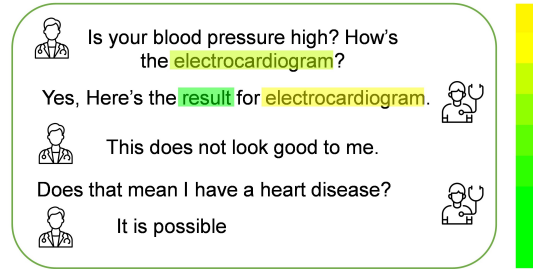 Is your blood pressure high? How's
the electrocardiogram?
Yes, Here's the result for electrocardiogram.
This does not look good to me.
Does that mean I have a heart disease?
It is possible